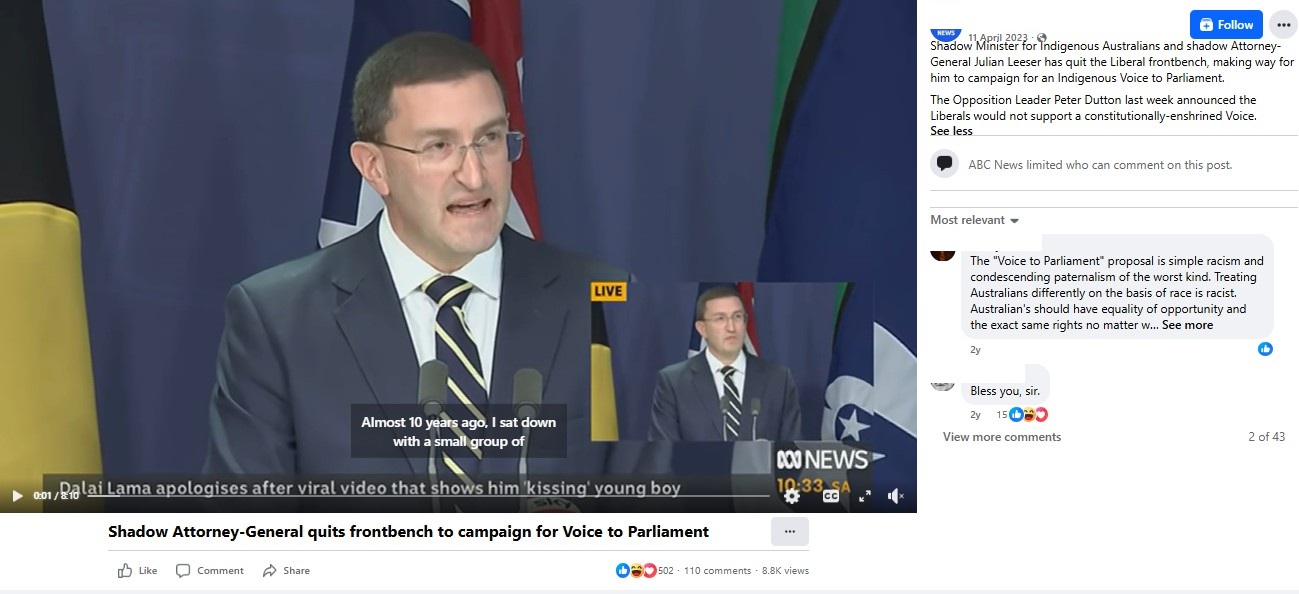 LIVE
Almost 10 years ago, I sat down
with a small group of
ABC NEWS
Dalai Lama apologises after viral video that shows him 'kissing' young boy
10:33 SA
0:01 / 8:10
CC
Shadow Attorney-General quits frontbench to campaign for Voice to Parliament
Like Comment Share 502 · 110 comments · 8.8K views
Follow
NEWS
11 April 2023 ·
Shadow Minister for Indigenous Australians and shadow Attorney-
General Julian Leeser has quit the Liberal frontbench, making way for
him to campaign for an Indigenous Voice to Parliament.
The Opposition Leader Peter Dutton last week announced the
Liberals would not support a constitutionally-enshrined Voice.
See less
ABC News limited who can comment on this post.
Most relevant
The "Voice to Parliament" proposal is simple racism and
condescending paternalism of the worst kind. Treating
Australians differently on the basis of race is racist.
Australian's should have equality of opportunity and
the exact same rights no matter w... See more
2y
Bless you, sir.
2y 15
View more comments 2 of 43